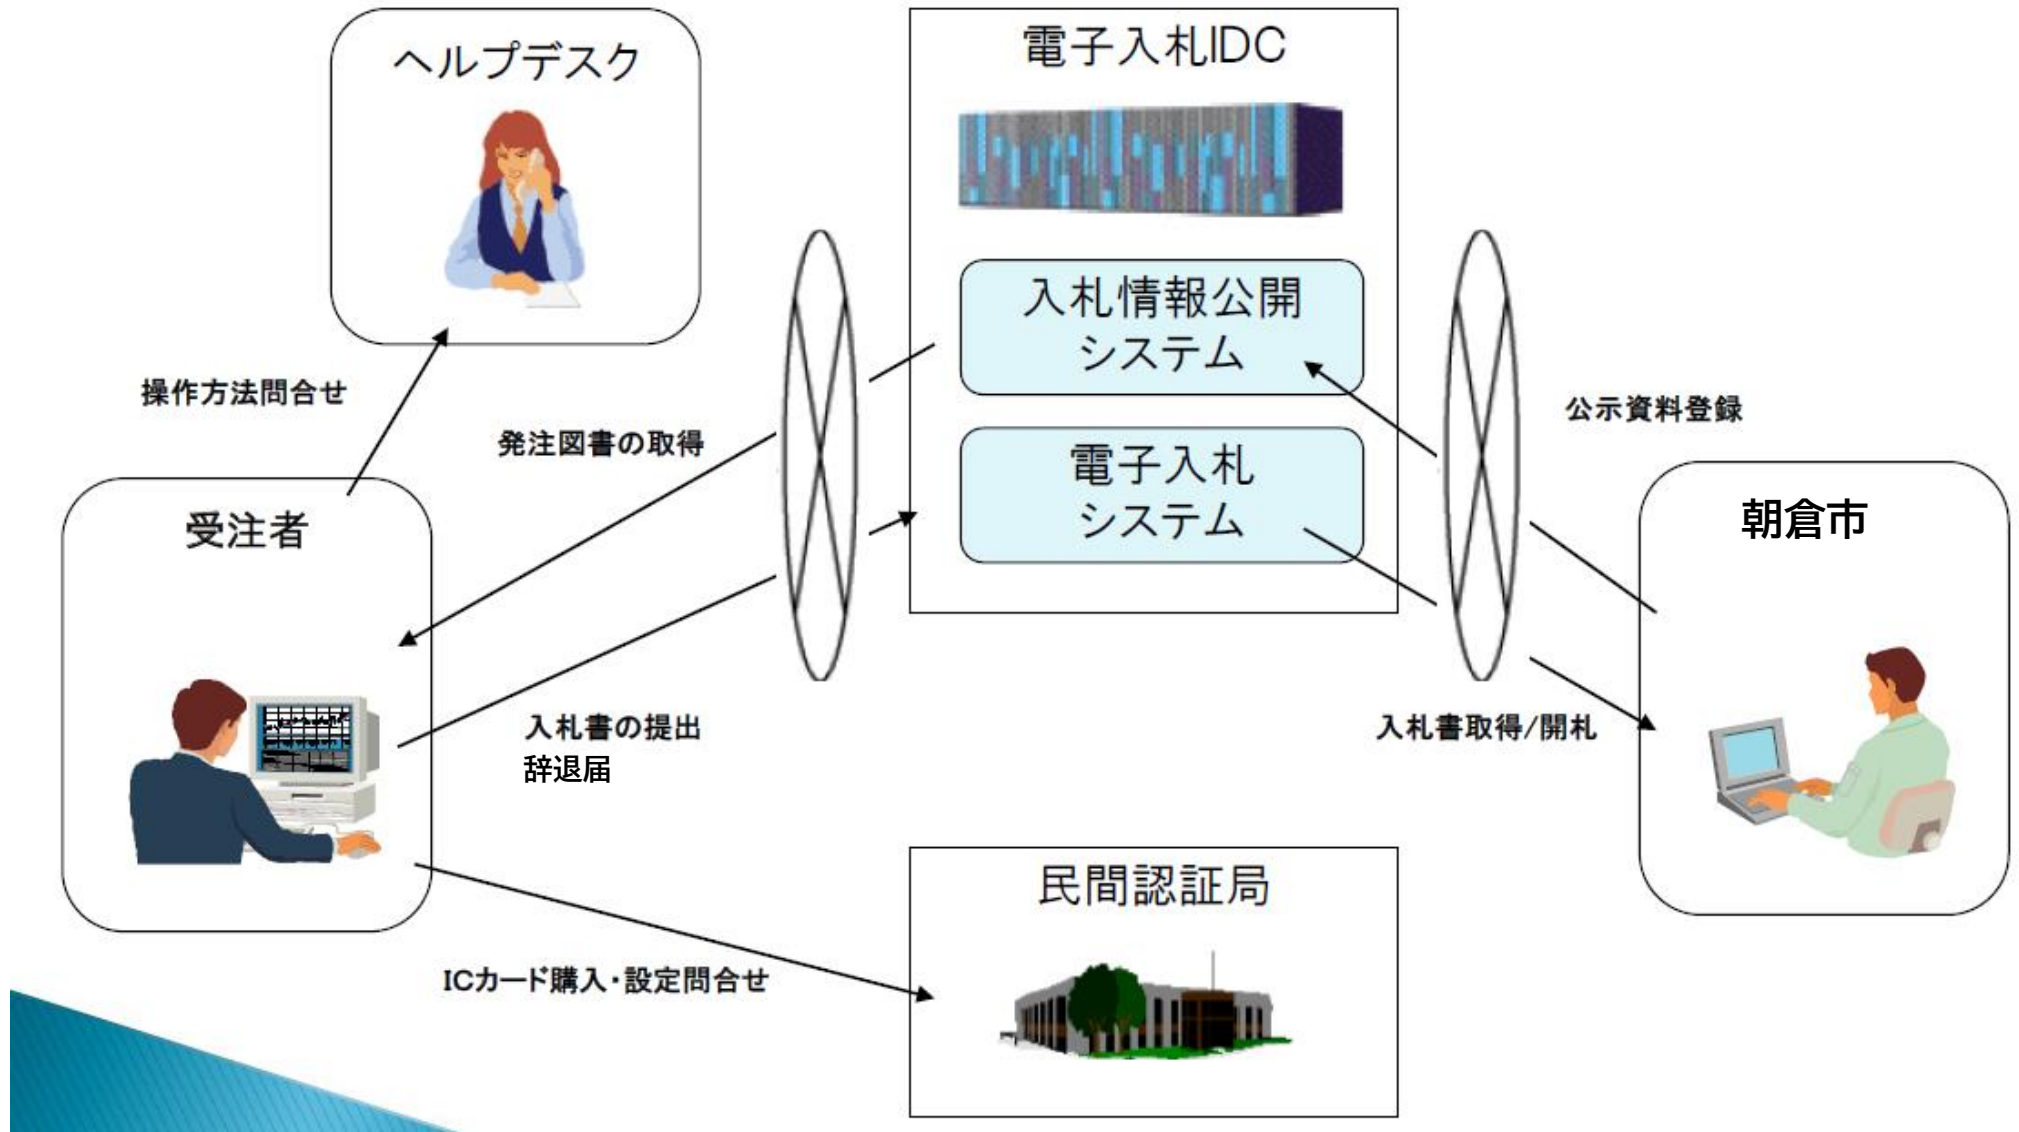 ヘルプデスク
電子入札IDC
入札情報公開
システム
操作方法問合せ
公示資料登録
発注図書の取得
電子入札
システム
受注者
朝倉市
入札書の提出
辞退届
入札書取得/開札
民間認証局
ICカード購入・設定問合せ